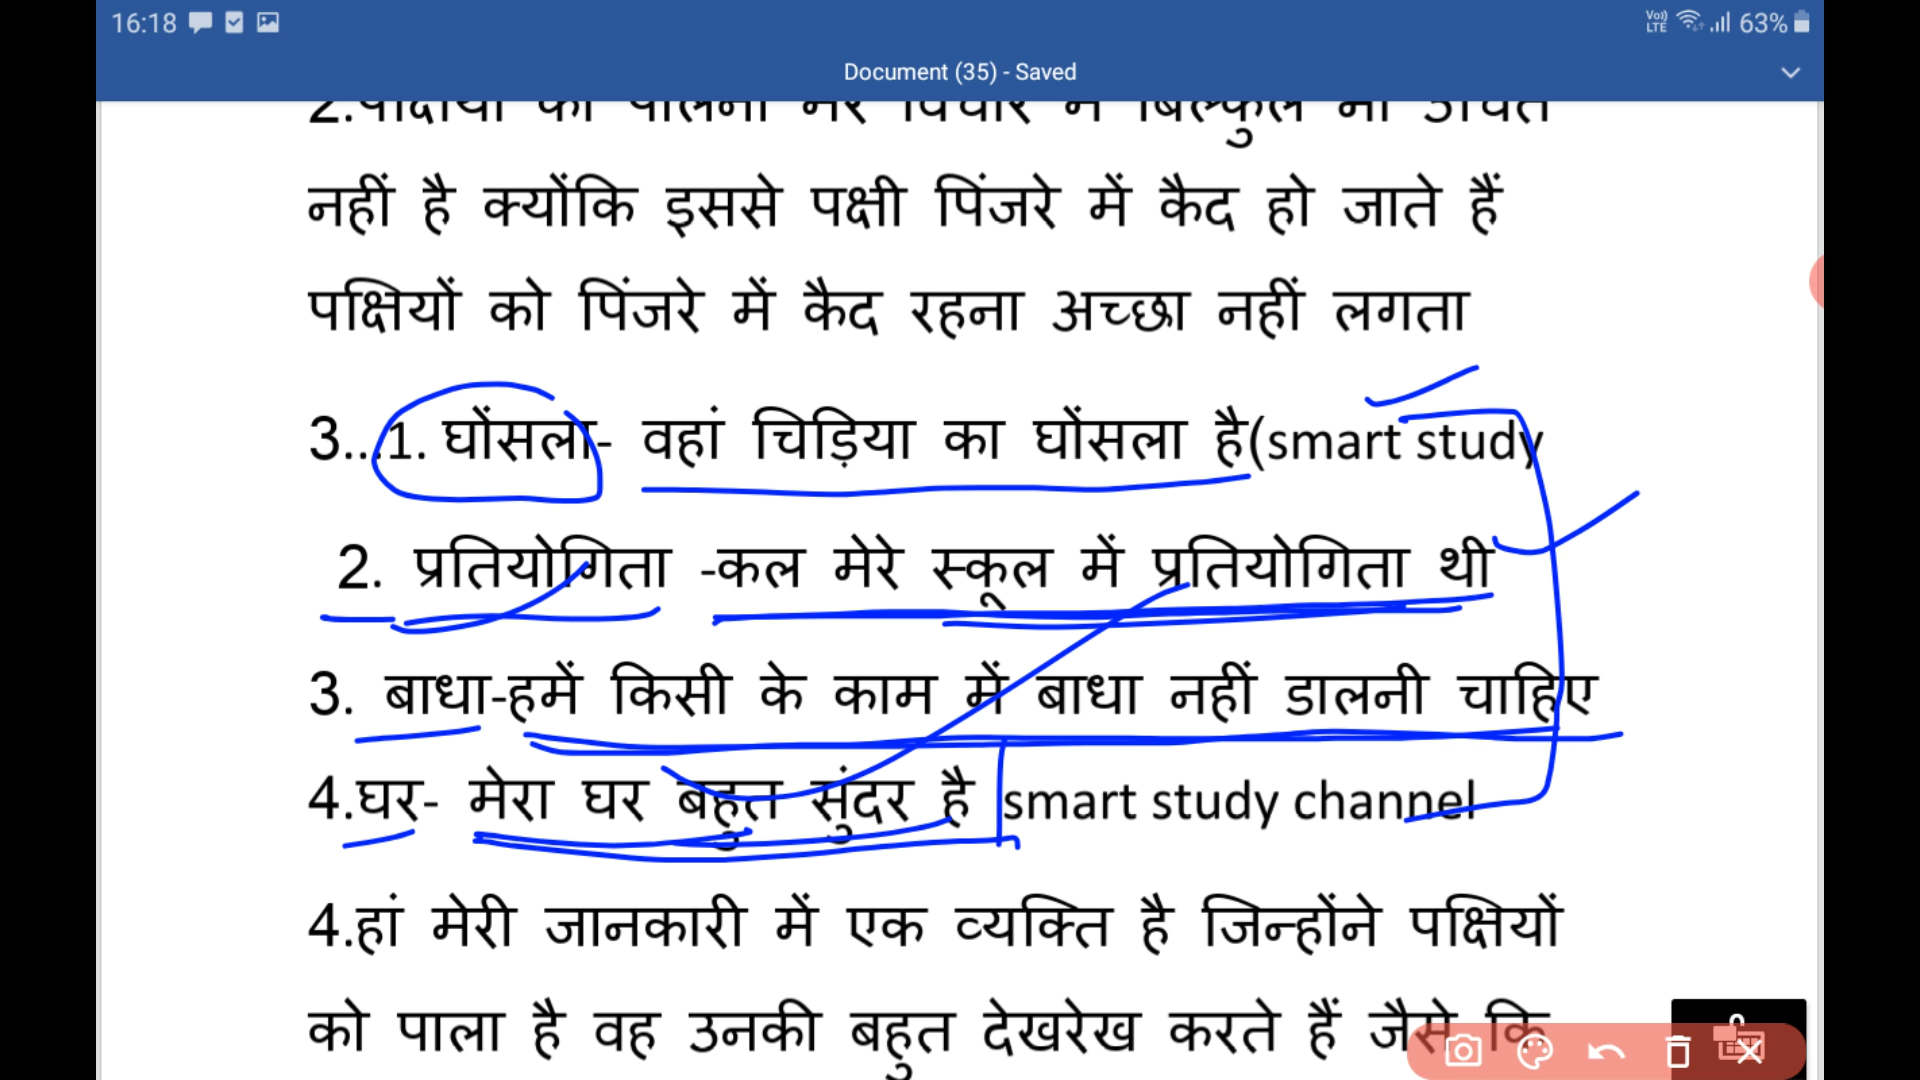 16:18
Vo)) LTE 63%
Document (35) - Saved
नहीं है क्योंकि इससे पक्षी पिंजरे में कैद हो जाते हैं
पक्षियों को पिंजरे में कैद रहना अच्छा नहीं लगता
3...1. घोंसला- वहां चिड़िया का घोंसला है(smart study
2. प्रतियोगिता -कल मेरे स्कूल में प्रतियोगिता थी
3. बाधा-हमें किसी के काम में बाधा नहीं डालनी चाहिए
4.घर- मेरा घर बहुत सुंदर है smart study channel
4.हां मेरी जानकारी में एक व्यक्ति है जिन्होंने पक्षियों
को पाला है वह उनकी बहुत देखरेख करते हैं जैसे कि